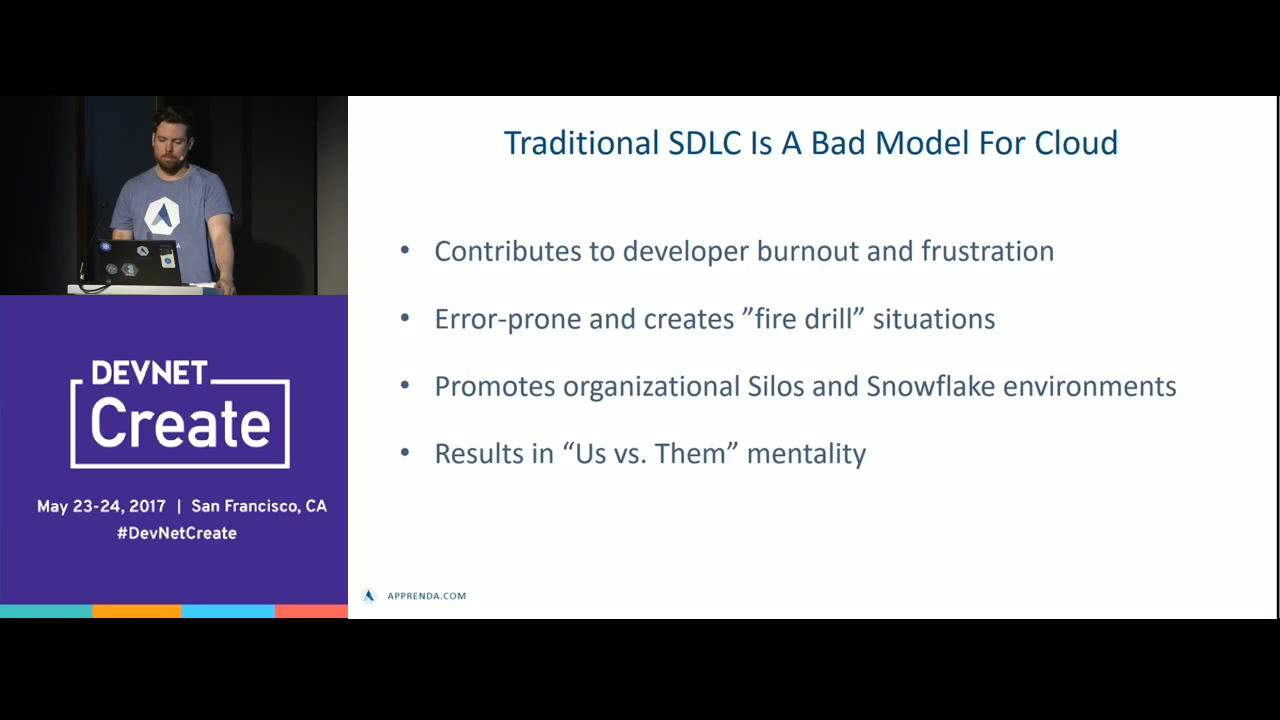 Traditional SDLC Is A Bad Model For Cloud
• Contributes to developer burnout and frustration
• Error-prone and creates ”fire drill” situations
• Promotes organizational Silos and Snowflake environments
• Results in “Us vs. Them” mentality
APPRENDA.COM
DEVNET
Create
May 23-24, 2017 | San Francisco, CA
#DevNetCreate